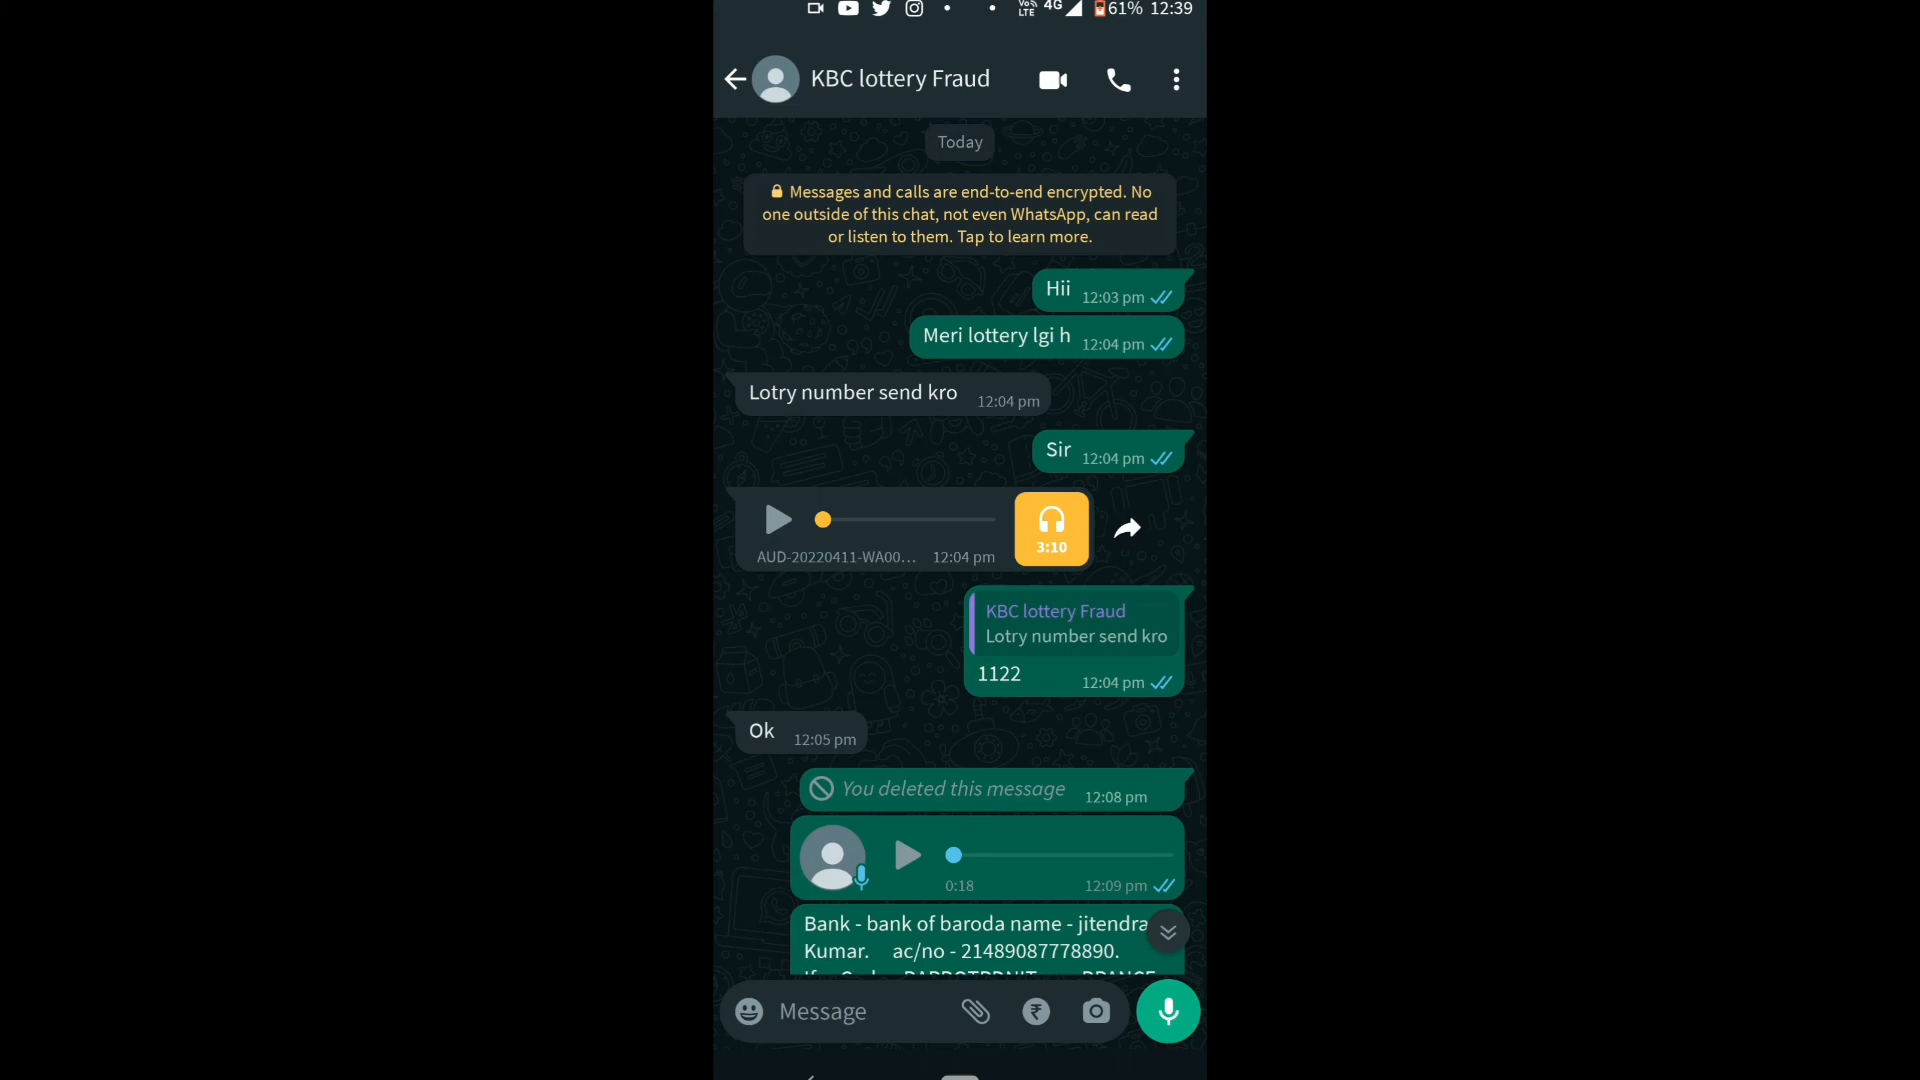 VoLTE 4G 61% 12:39
KBC lottery Fraud
Today
Messages and calls are end-to-end encrypted. No
one outside of this chat, not even WhatsApp, can read
or listen to them. Tap to learn more.
Hii 12:03 pm
Meri lottery lgi h 12:04 pm
Lotry number send kro 12:04 pm
Sir 12:04 pm
3:10
AUD-20220411-WA00... 12:04 pm
KBC lottery Fraud
Lotry number send kro
1122 12:04 pm
Ok 12:05 pm
You deleted this message 12:08 pm
0:18 12:09 pm
Bank - bank of baroda name - jitendra
Kumar. ac/no - 21489087778890.
Message